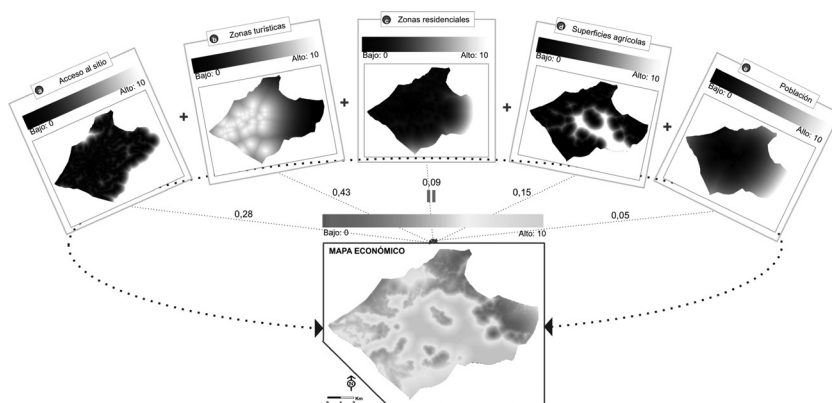 a Acceso al sitio
Bajo: 0 Alto: 10
+
b Zonas turísticas
Bajo: 0 Alto: 10
+
c Zonas residenciales
Bajo: 0 Alto: 10
+
d Superficies agrícolas
Bajo: 0 Alto: 10
+
Población
Bajo: 0 Alto: 10
0,28
0,43
0,09
0,15
0,05
Bajo: 0 Alto: 10
MAPA ECONÓMICO
N
Km